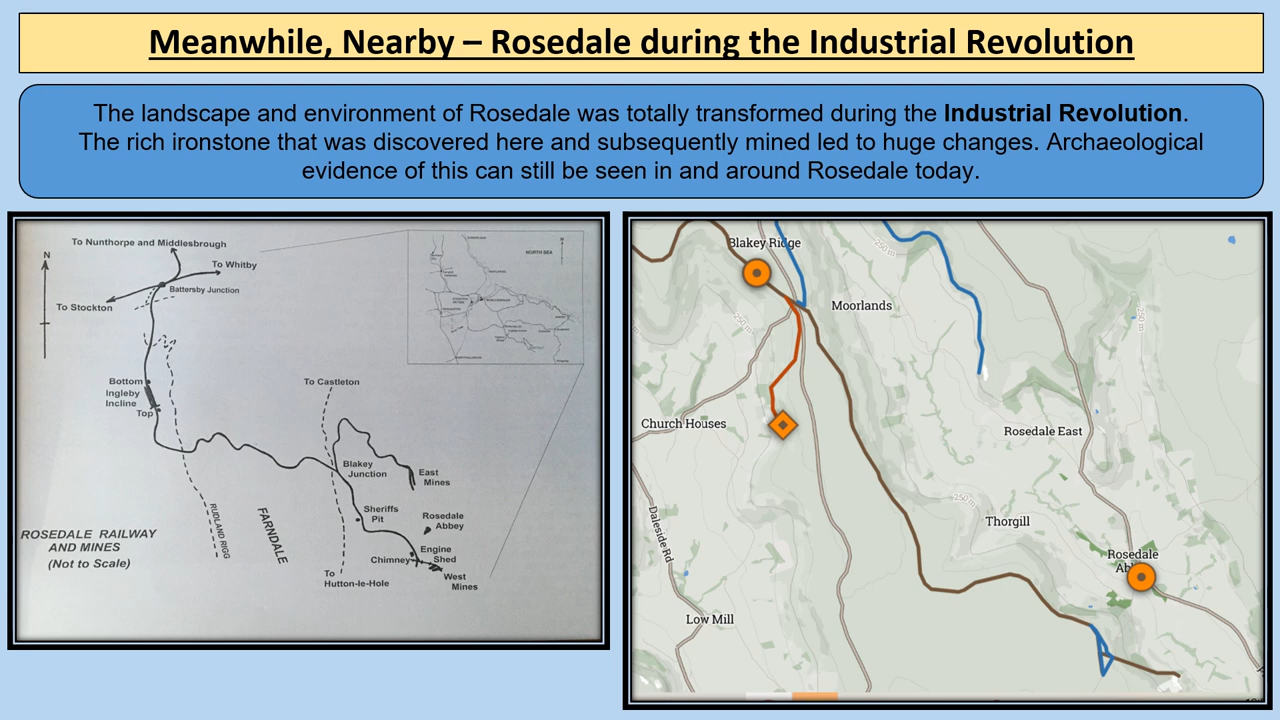 Meanwhile, Nearby – Rosedale during the Industrial Revolution
The landscape and environment of Rosedale was totally transformed during the Industrial Revolution.
The rich ironstone that was discovered here and subsequently mined led to huge changes. Archaeological
evidence of this can still be seen in and around Rosedale today.
To Nunthorpe and Middlesbrough
N
To Whitby
Battersby Junction
To Stockton
NORTH SEA
N
Bottom
Ingleby
Incline
Top
To Castleton
Blakey
Junction
East
Mines
Sheriffs
Pit
Rosedale
Abbey
RUDLAND RIGG
FARNDALE
ROSEDALE RAILWAY
AND MINES
(Not to Scale)
Engine
Shed
Chimney
To
Hutton-le-Hole
West
Mines
Blakey Ridge
250 m
Moorlands
250 m
250 m
Church Houses
Rosedale East
250 m
Daleside Rd
Thorgill
Rosedale
Ab
Low Mill